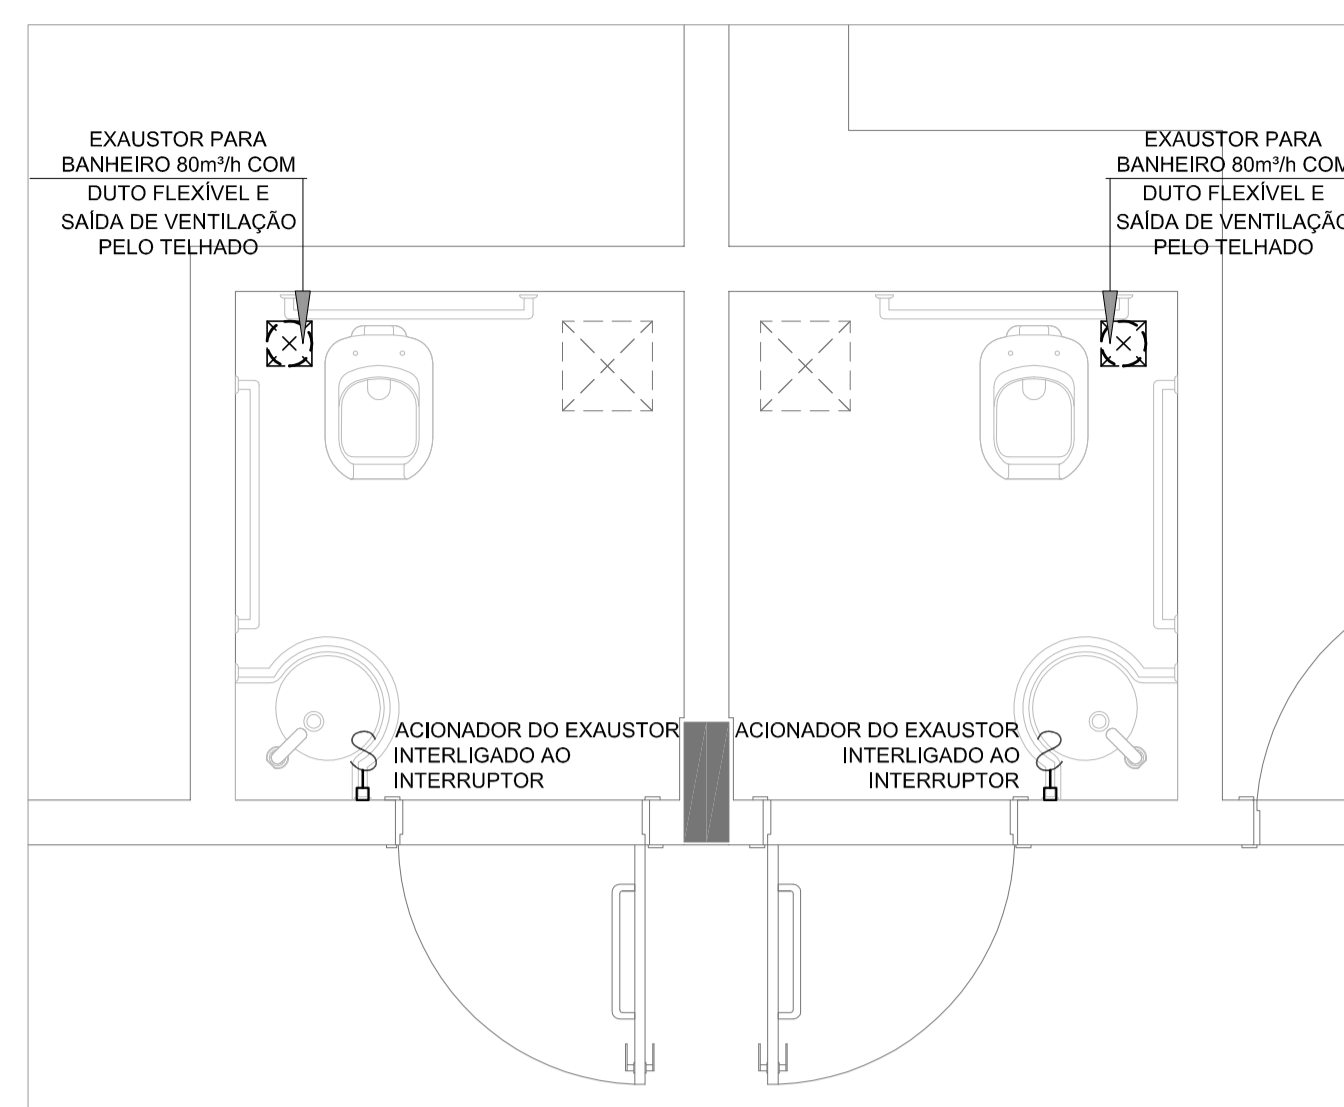 EXAUSTOR PARA
BANHEIRO 80m³/h COM
DUTO FLEXÍVEL E
SAÍDA DE VENTILAÇÃO
PELO TELHADO
EXAUSTOR PARA
BANHEIRO 80m³/h COM
DUTO FLEXÍVEL E
SAÍDA DE VENTILAÇÃO
PELO TELHADO
ACIONADOR DO EXAUSTOR
INTERLIGADO AO
INTERRUPTOR
ACIONADOR DO EXAUSTOR
INTERLIGADO AO
INTERRUPTOR